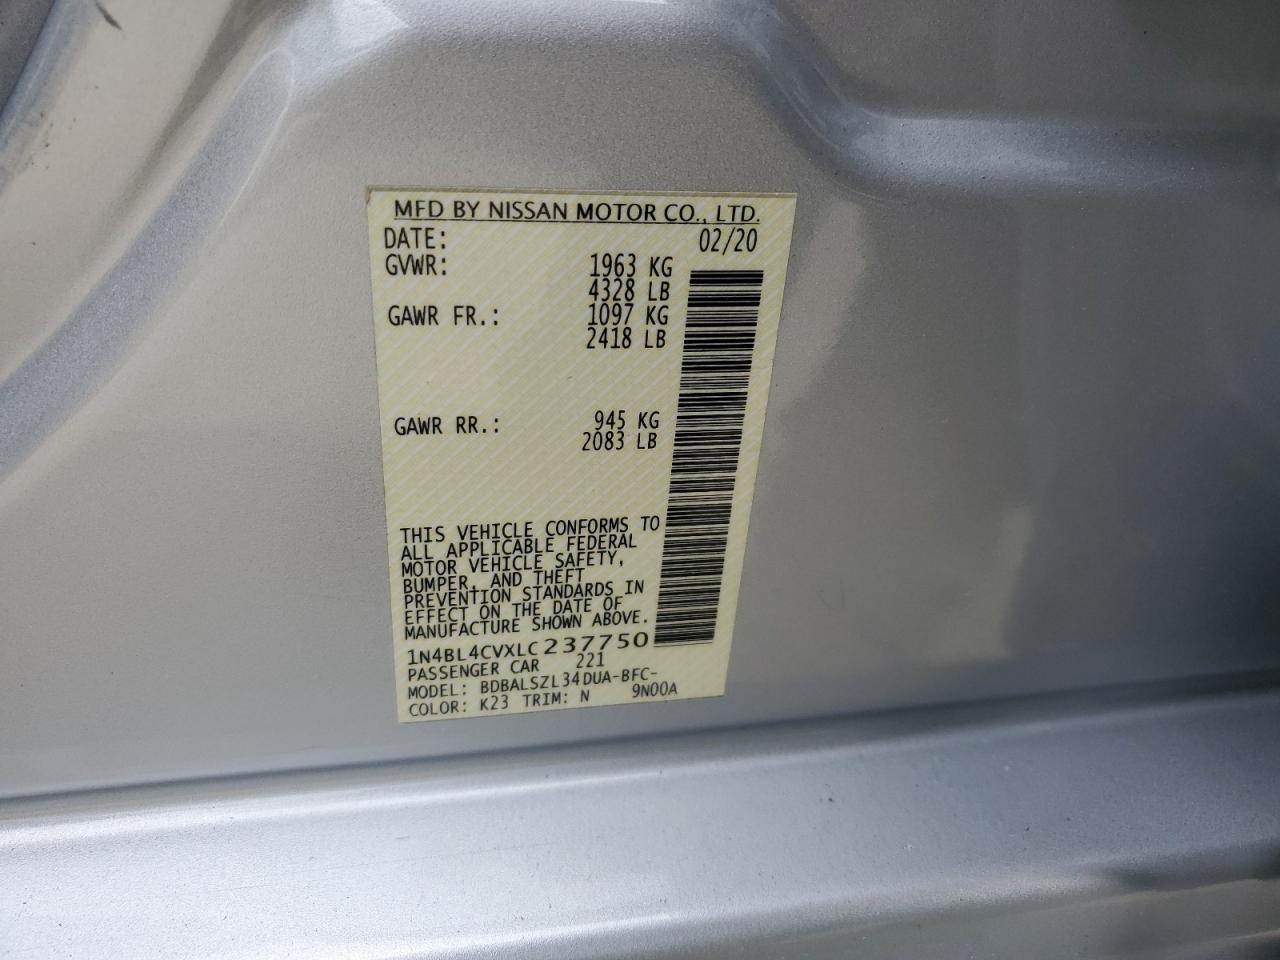 MFD BY NISSAN MOTOR CO., LTD.
DATE: 02/20
GVWR: 1963 KG
4328 LB
GAWR FR.: 1097 KG
2418 LB
GAWR RR.: 945 KG
2083 LB
THIS VEHICLE CONFORMS TO
ALL APPLICABLE FEDERAL
MOTOR VEHICLE SAFETY,
BUMPER, AND THEFT
PREVENTION STANDARDS IN
EFFECT ON THE DATE OF
MANUFACTURE SHOWN ABOVE.
1N4BL4CVXLC237750
PASSENGER CAR 221
MODEL: BDBALSZL34DUA-BFC-
COLOR: K23 TRIM: N 9N00A